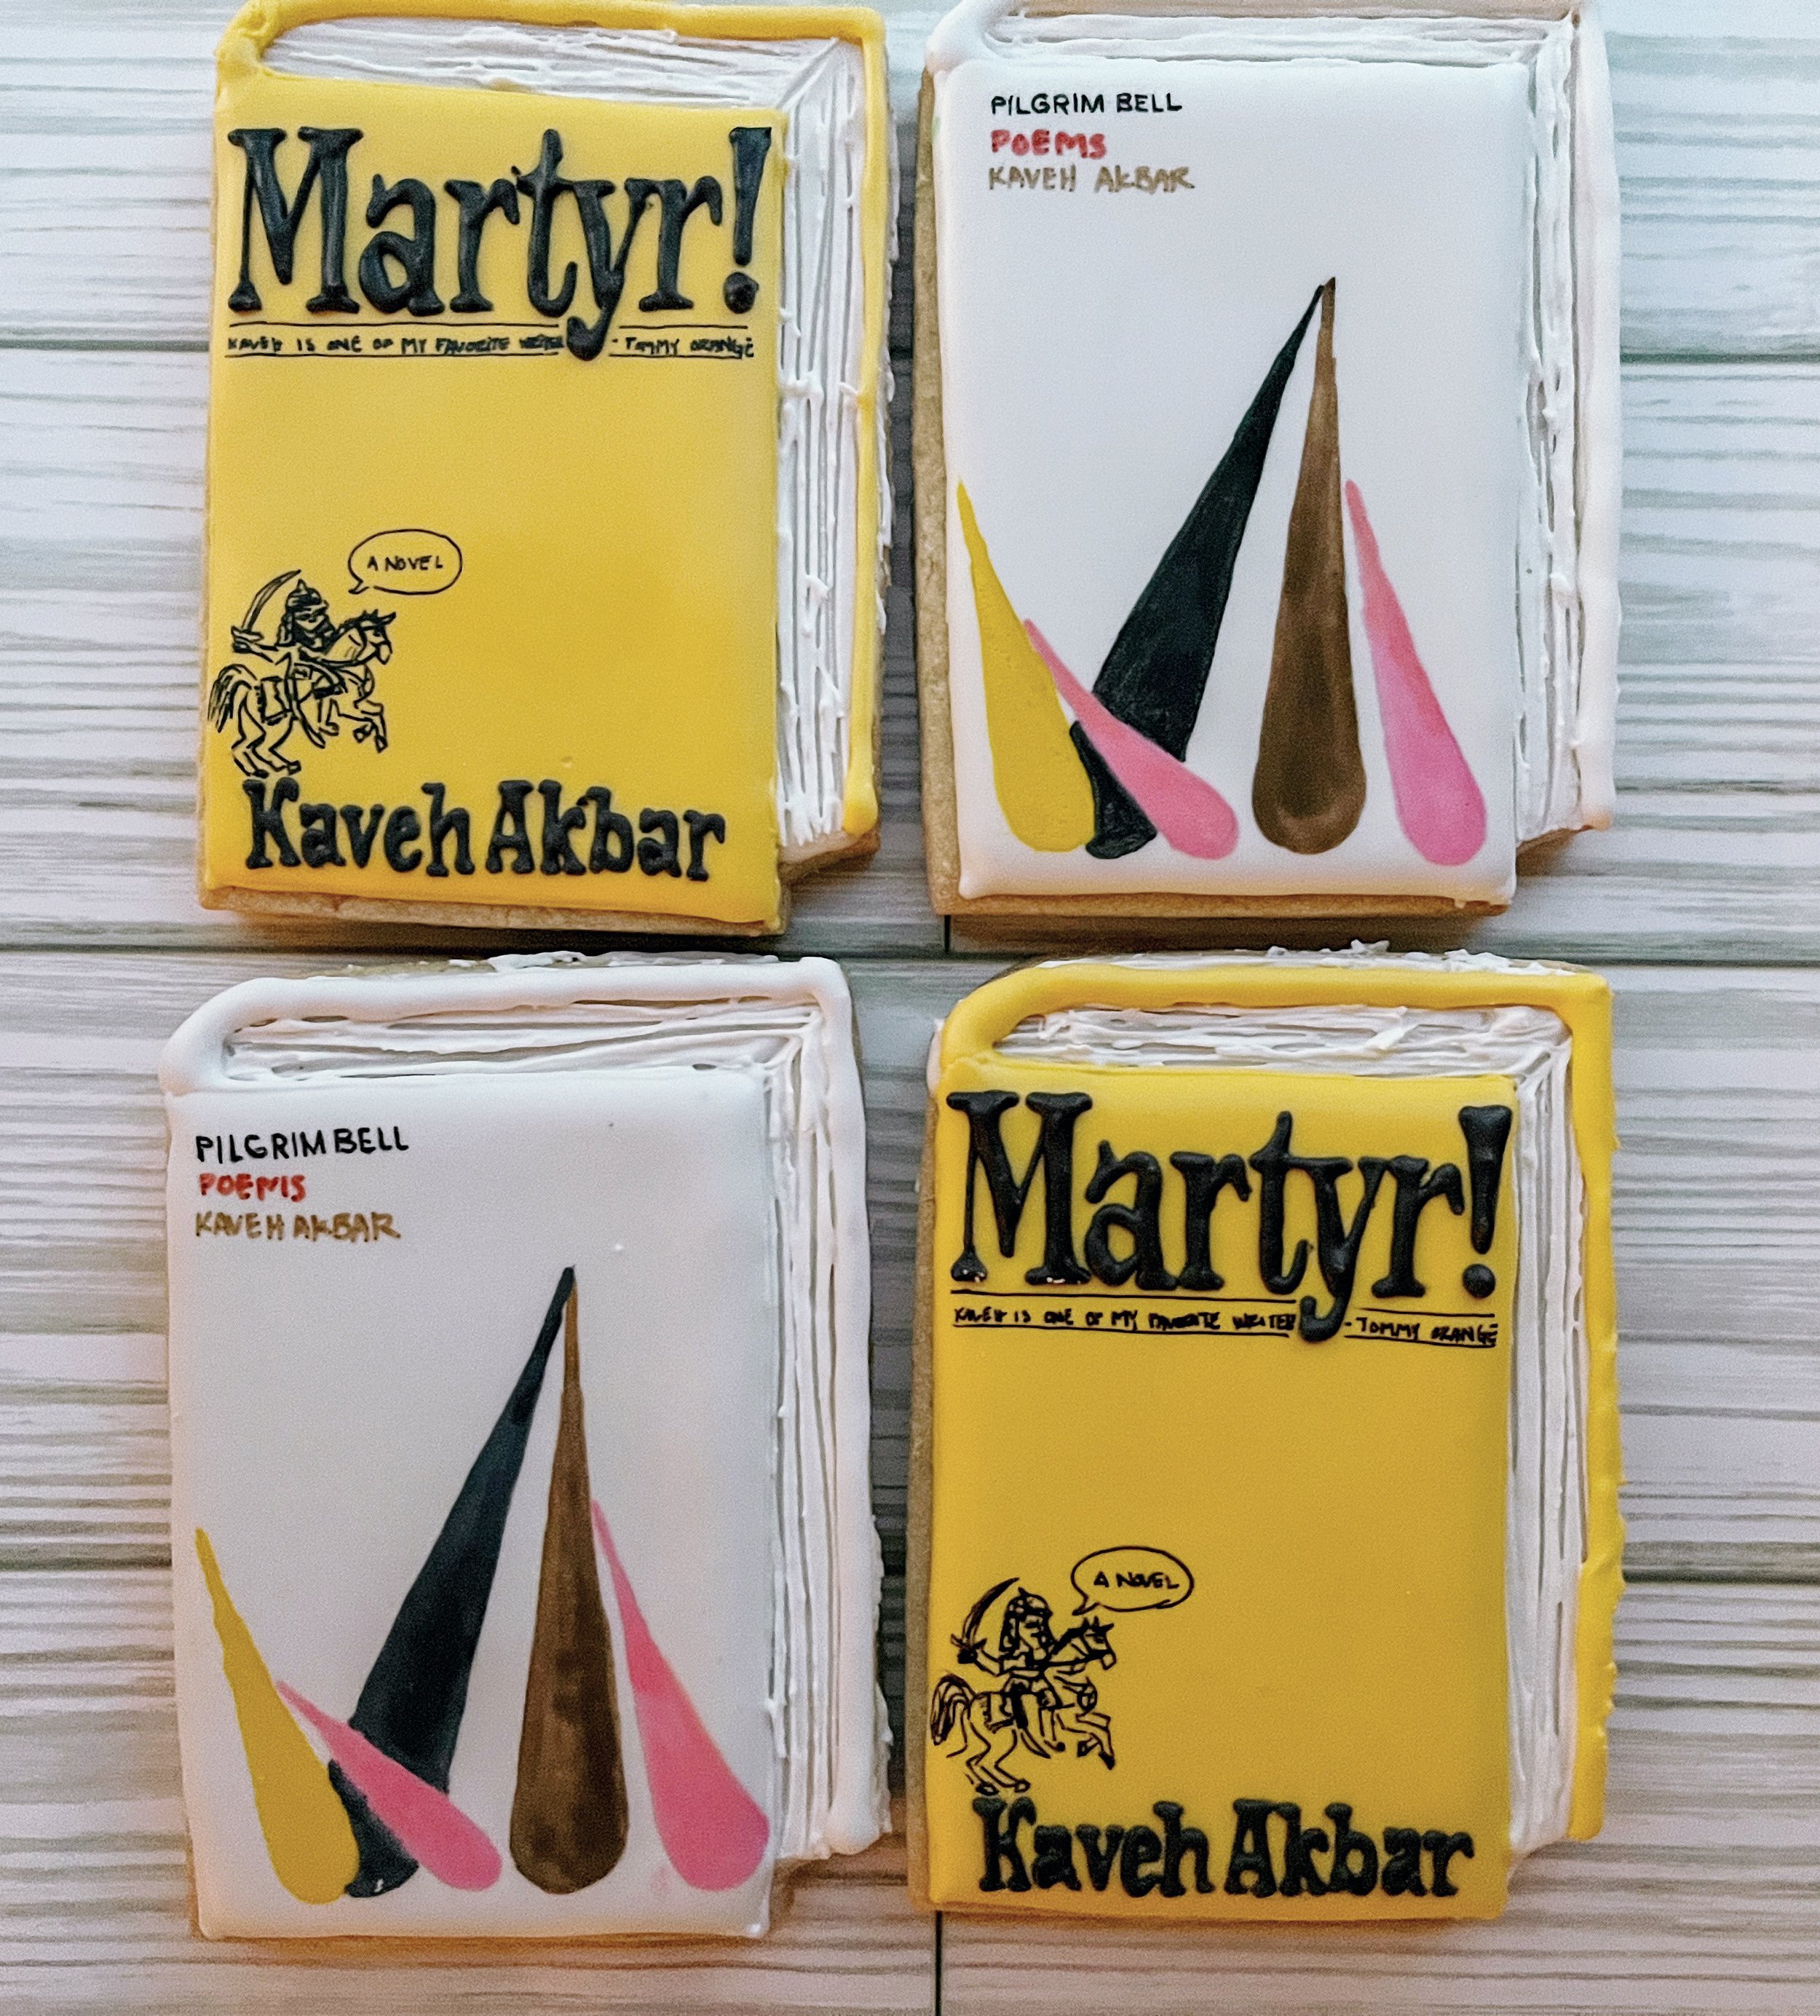 Martyr!
KAVEH IS ONE OF MY FAVORITE WRITER - TOMMY ORANGE
A NOVEL
Kaveh Akbar
PILGRIM BELL
POEMS
KAVEH AKBAR
PILGRIM BELL
POEMS
KAVEH AKBAR
Martyr!
KAVEH IS ONE OF MY FAVORITE WRITER - TOMMY ORANGE
A NOVEL
Kaveh Akbar